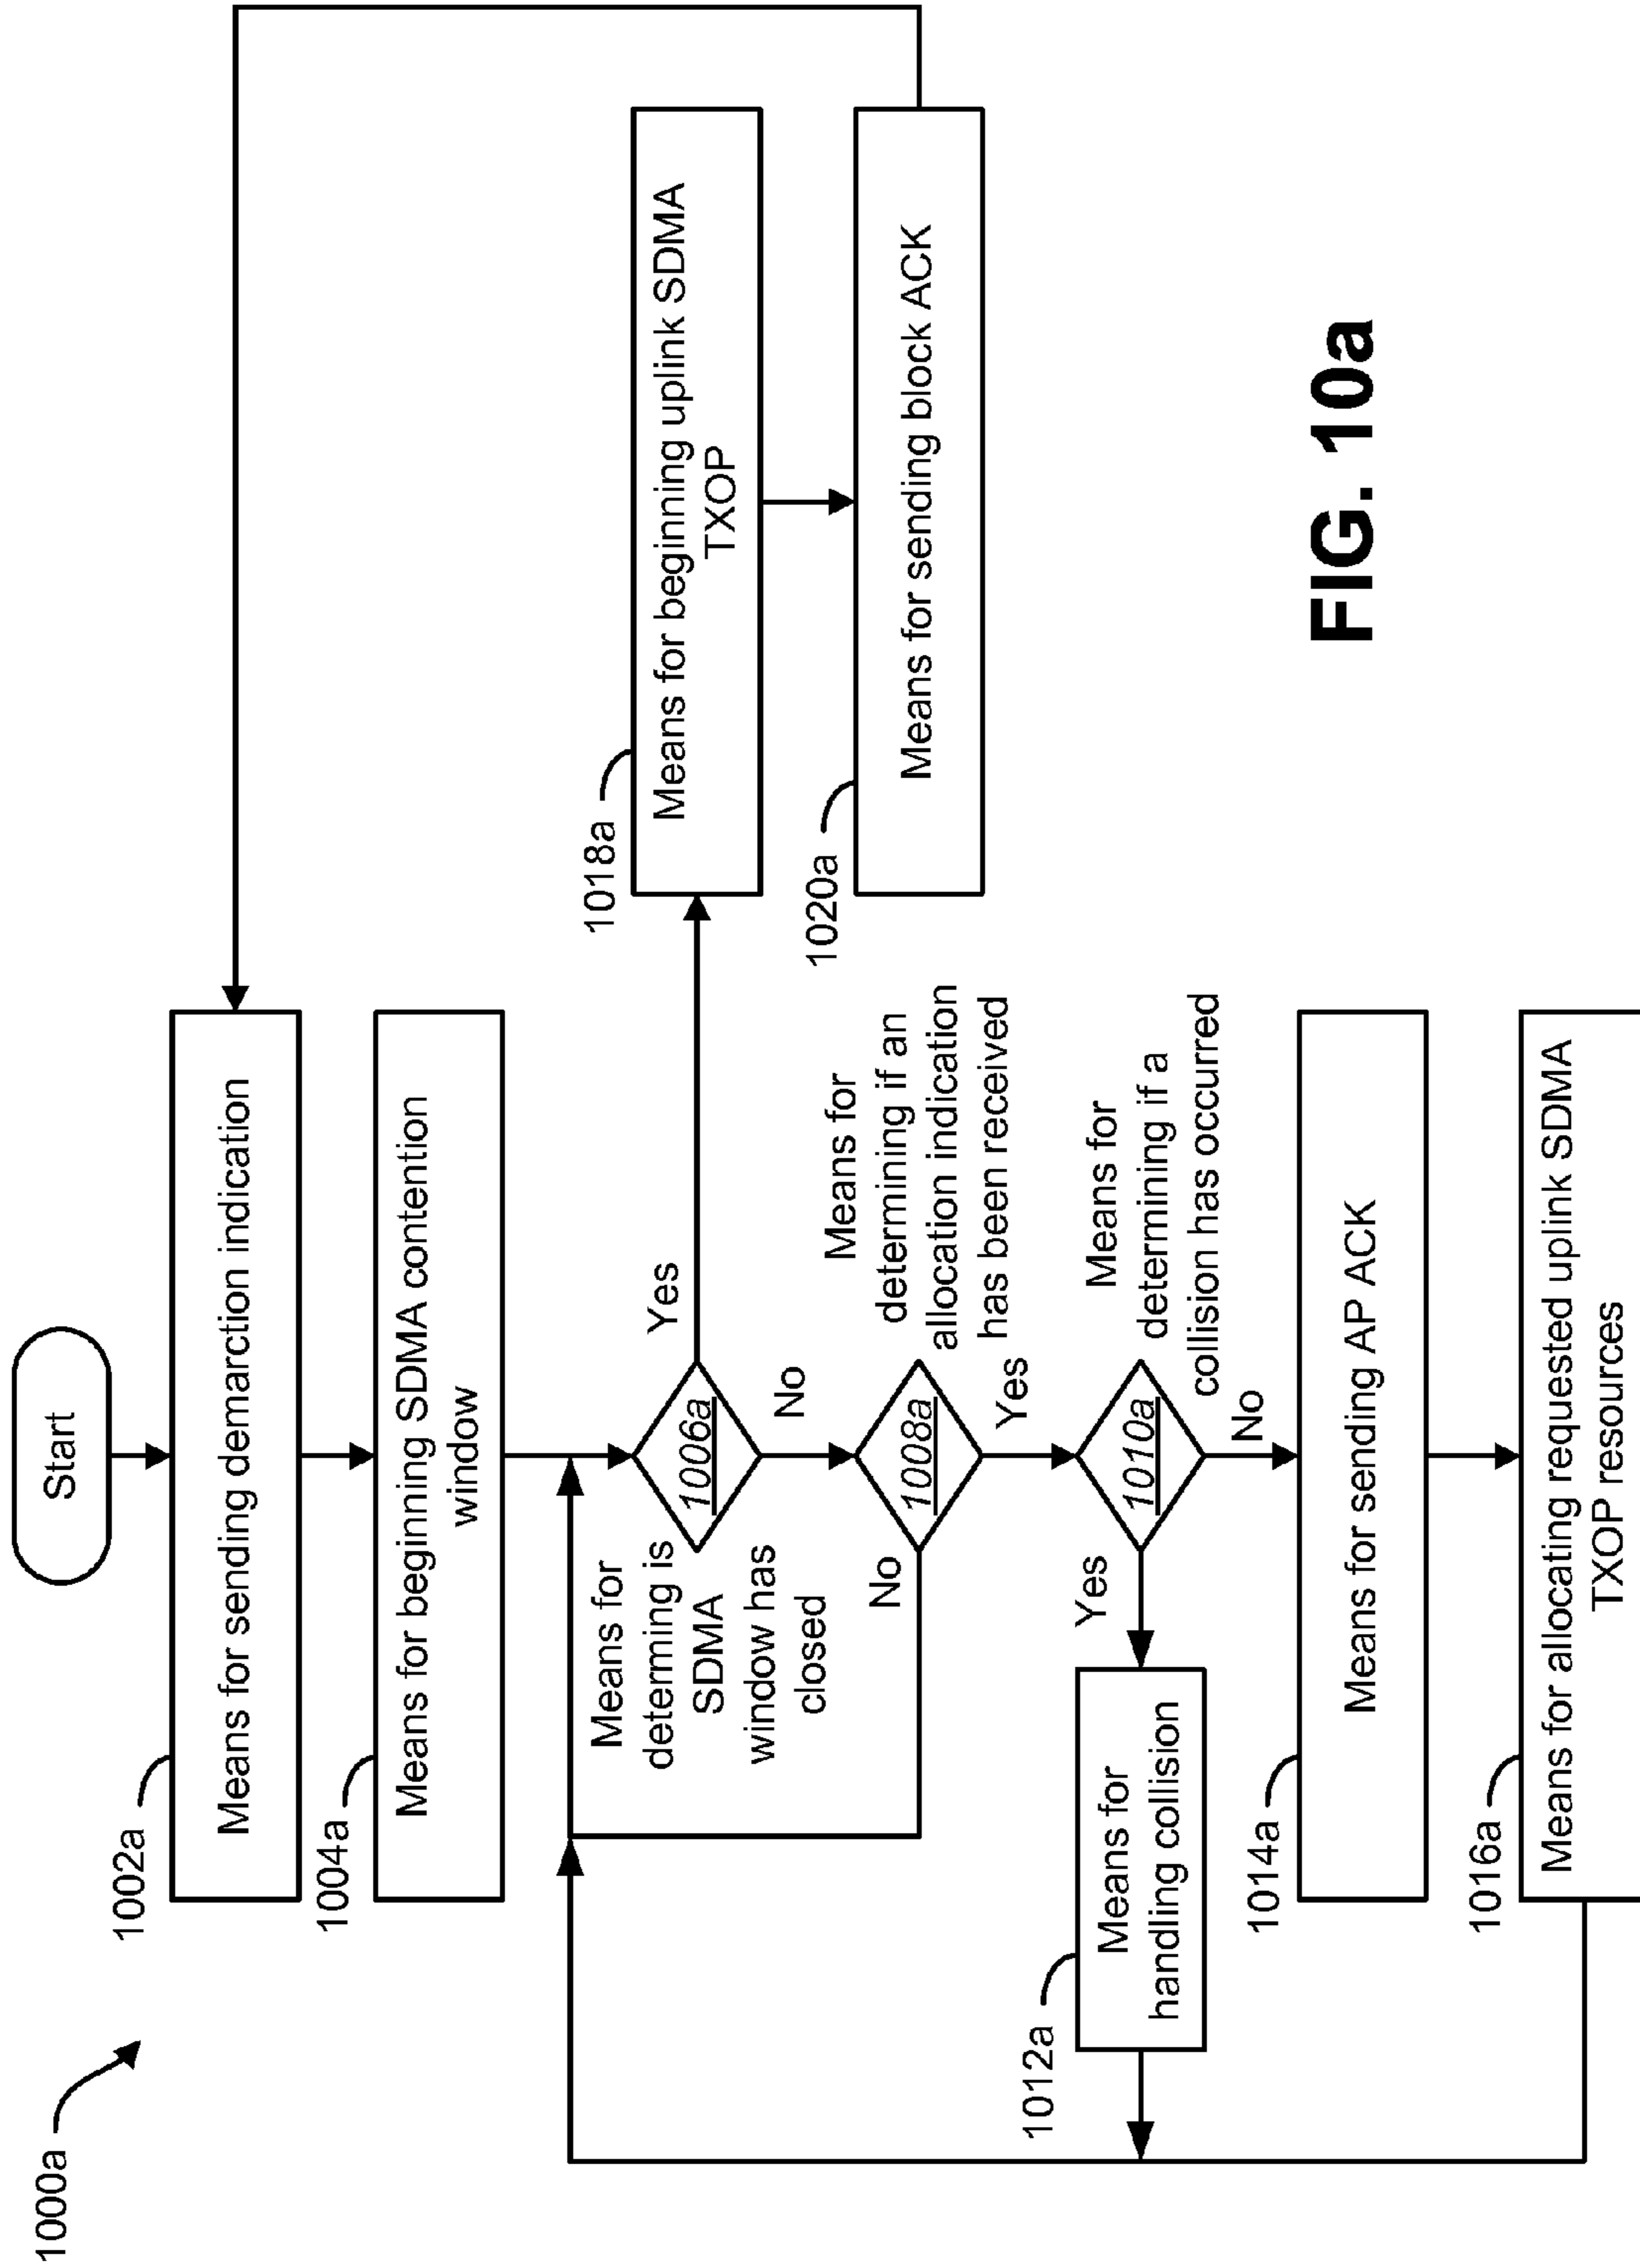 1000a
Start
1002a
Means for sending demarction indication
1004a
Means for beginning SDMA contention
window
Means for
determining is
SDMA
window has
closed
1006a
Yes
No
1018a
Means for beginning uplink SDMA
TXOP
1020a
Means for sending block ACK
Means for
determining if an
allocation indication
has been received
1008a
No
Yes
Means for
determining if a
collision has occurred
1010a
Yes
No
1012a
Means for
handling collision
1014a
Means for sending AP ACK
1016a
Means for allocating requested uplink SDMA
TXOP resources
FIG. 10a